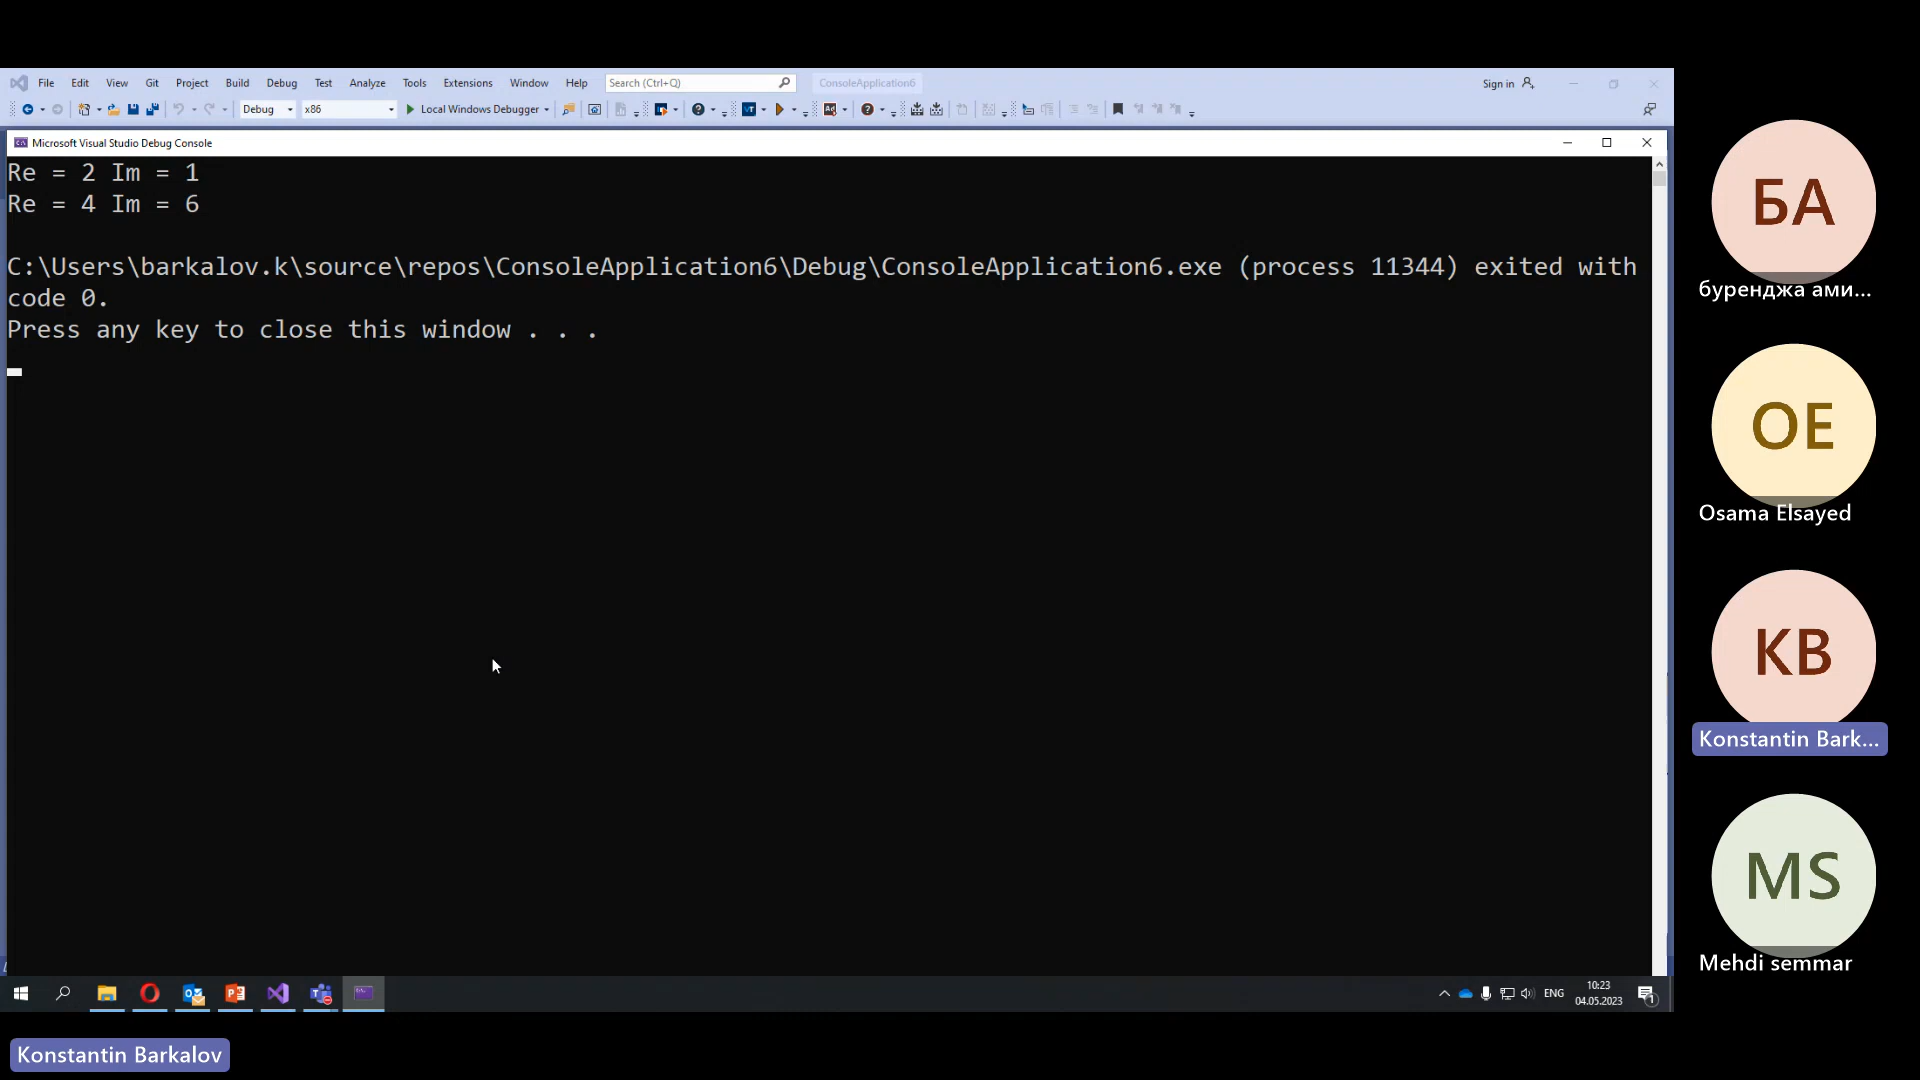 File Edit View Git Project Build Debug Test Analyze Tools Extensions Window Help Search (Ctrl+Q) ConsoleApplication6 Sign in
Debug x86 Local Windows Debugger
Microsoft Visual Studio Debug Console
Re = 2 Im = 1
Re = 4 Im = 6
C:\Users\barkalov.k\source\repos\ConsoleApplication6\Debug\ConsoleApplication6.exe (process 11344) exited with
code 0.
Press any key to close this window . . .
БА
буренджа ами...
OE
Osama Elsayed
KB
Konstantin Bark...
MS
Mehdi semmar
ENG
10:23
04.05.2023
1
Konstantin Barkalov